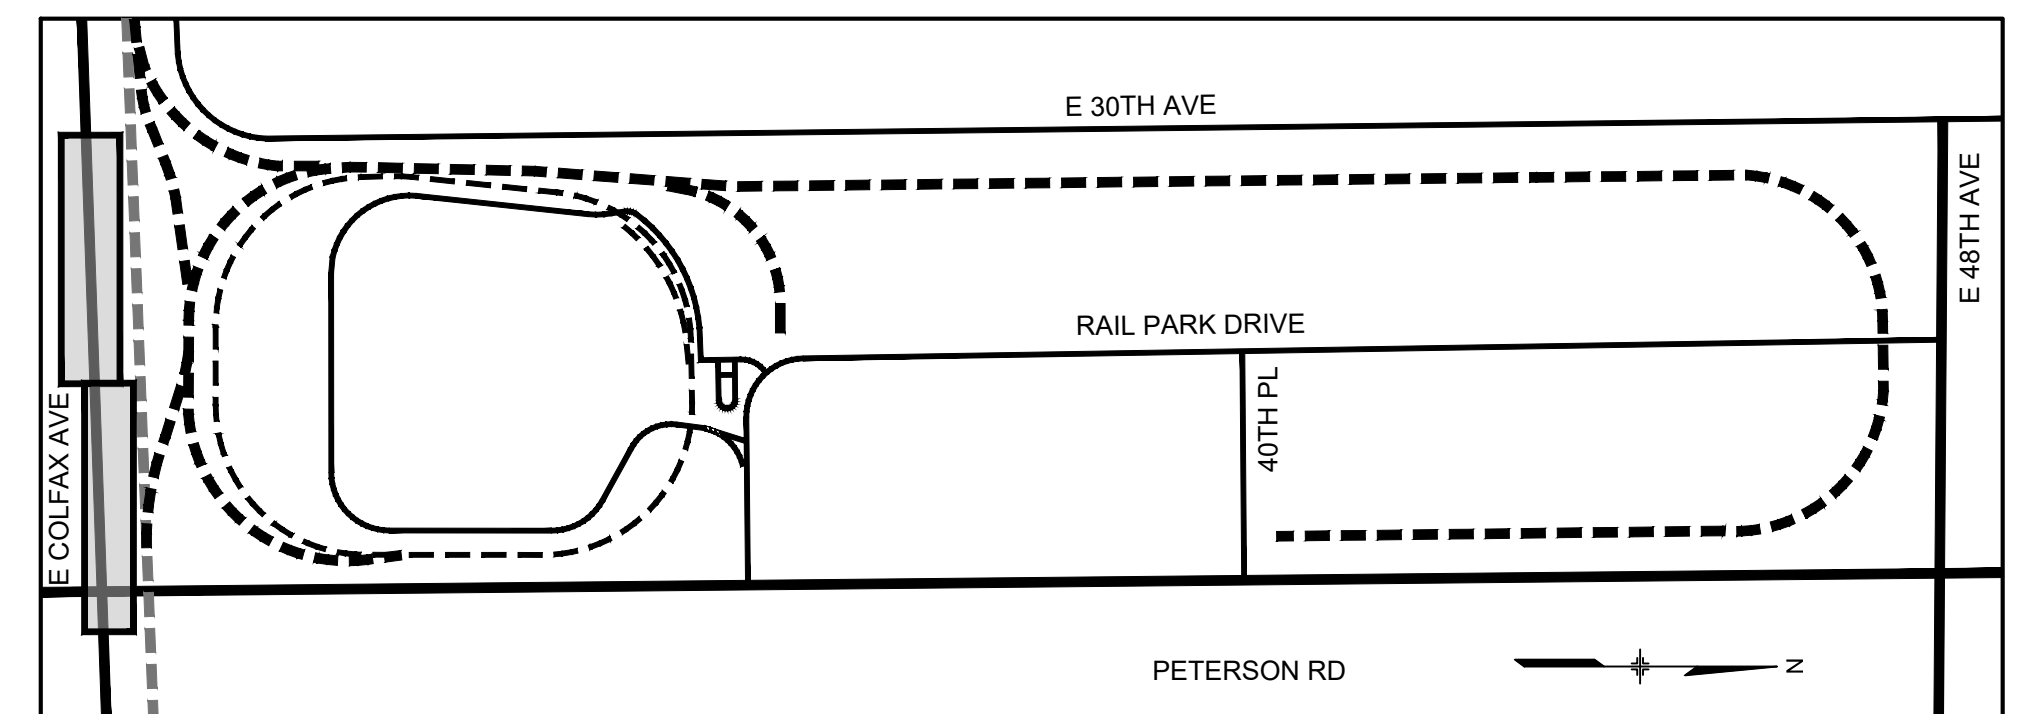 E 30TH AVE
E 48TH AVE
RAIL PARK DRIVE
40TH PL
E COLFAX AVE
PETERSON RD
N